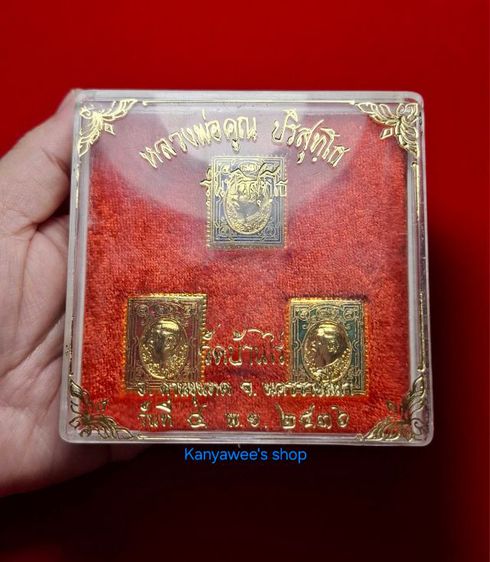 หลวงพ่อคูณ ปริสุทฺโธ
วัดบ้านไร่
อ. ด่านขุนทด จ. นครราชสีมา
วันที่ ๕ พ.ย. ๒๕๓๖
Kanyawee's shop